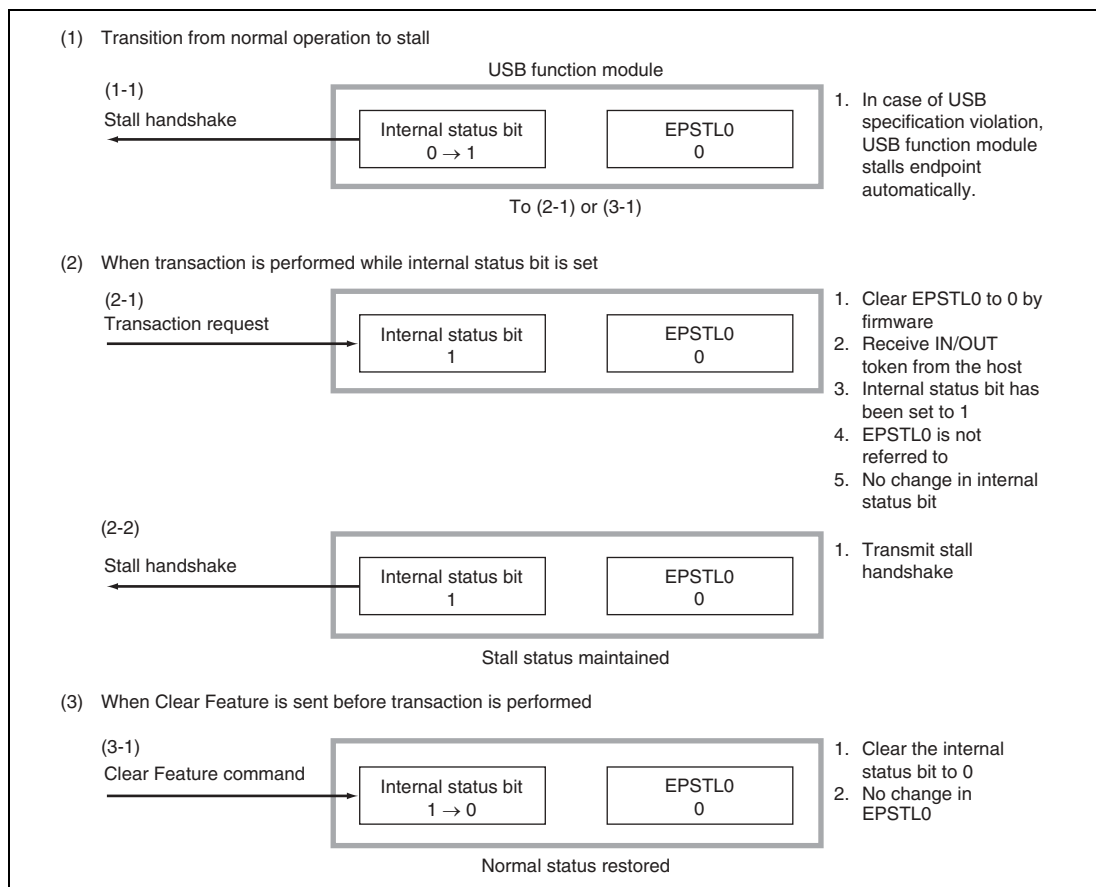 (1) Transition from normal operation to stall
USB function module
(1-1)
Stall handshake
Internal status bit
0 → 1
EPSTL0
0
1. In case of USB
specification violation,
USB function module
stalls endpoint
automatically.
To (2-1) or (3-1)
(2) When transaction is performed while internal status bit is set
(2-1)
Transaction request
Internal status bit
1
EPSTL0
0
1. Clear EPSTL0 to 0 by
firmware
2. Receive IN/OUT
token from the host
3. Internal status bit has
been set to 1
4. EPSTL0 is not
referred to
5. No change in internal
status bit
(2-2)
Stall handshake
Internal status bit
1
EPSTL0
0
1. Transmit stall
handshake
Stall status maintained
(3) When Clear Feature is sent before transaction is performed
(3-1)
Clear Feature command
Internal status bit
1 → 0
EPSTL0
0
1. Clear the internal
status bit to 0
2. No change in
EPSTL0
Normal status restored